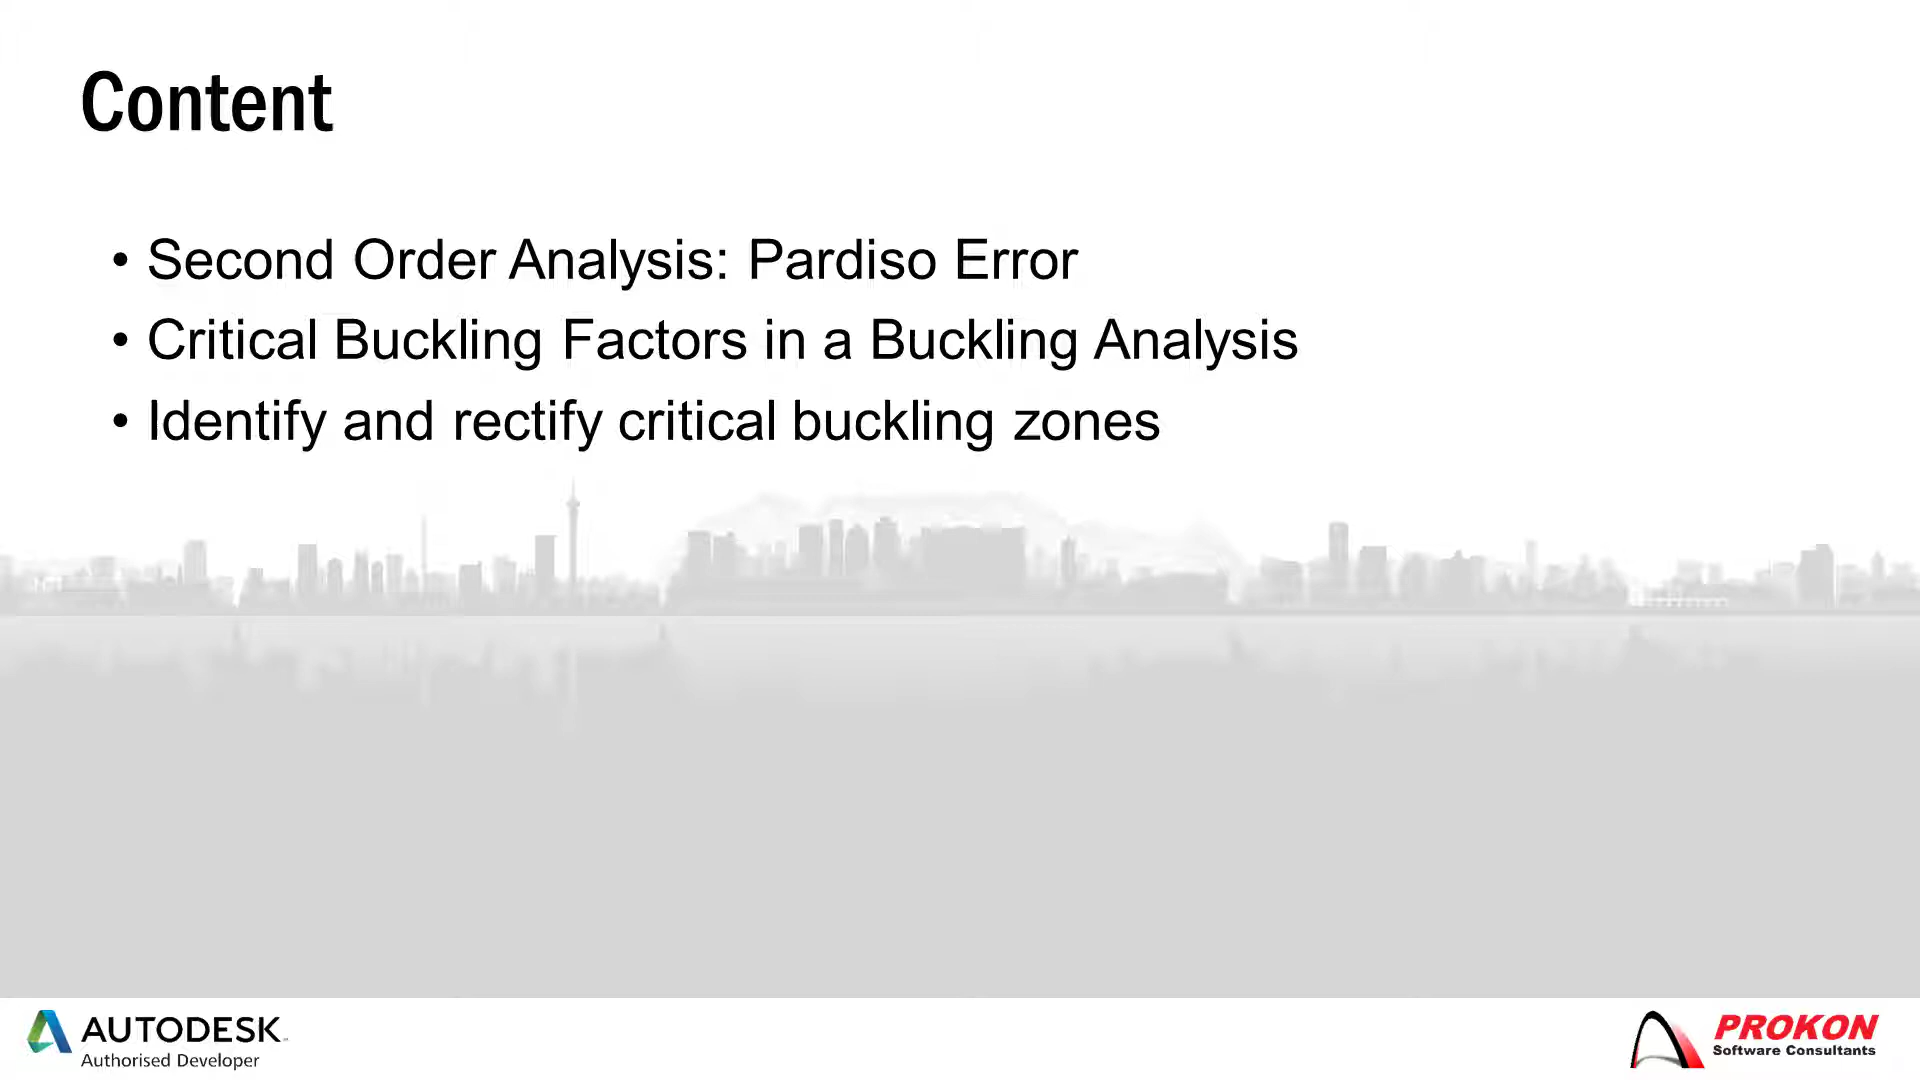 Content
• Second Order Analysis: Pardiso Error
• Critical Buckling Factors in a Buckling Analysis
• Identify and rectify critical buckling zones
AUTODESK
Authorised Developer
PROKON
Software Consultants